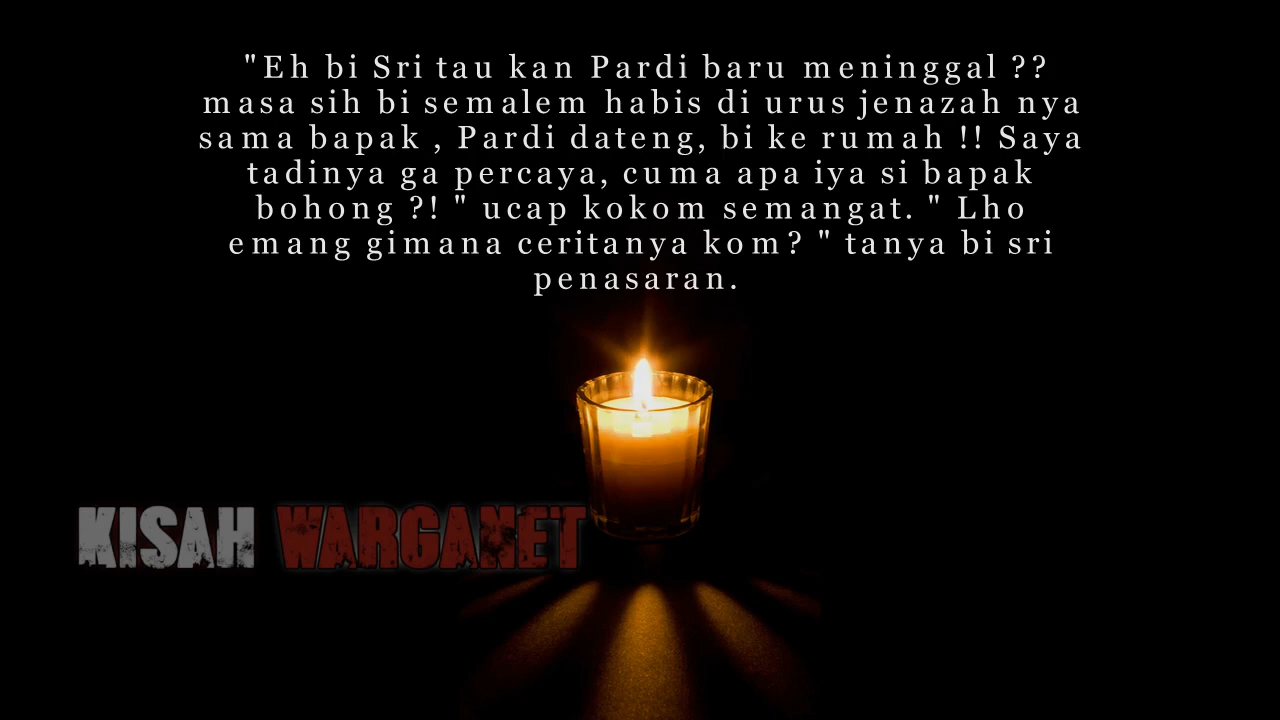 "Eh bi Sri tau kan Pardi baru meninggal ??
masa sih bi semalem habis di urus jenazah nya
sama bapak , Pardi dateng, bi ke rumah !! Saya
tadinya ga percaya, cuma apa iya si bapak
bohong ?! " ucap kokom semangat. " Lho
emang gimana ceritanya kom? " tanya bi sri
penasaran.
KISAH WARGANET